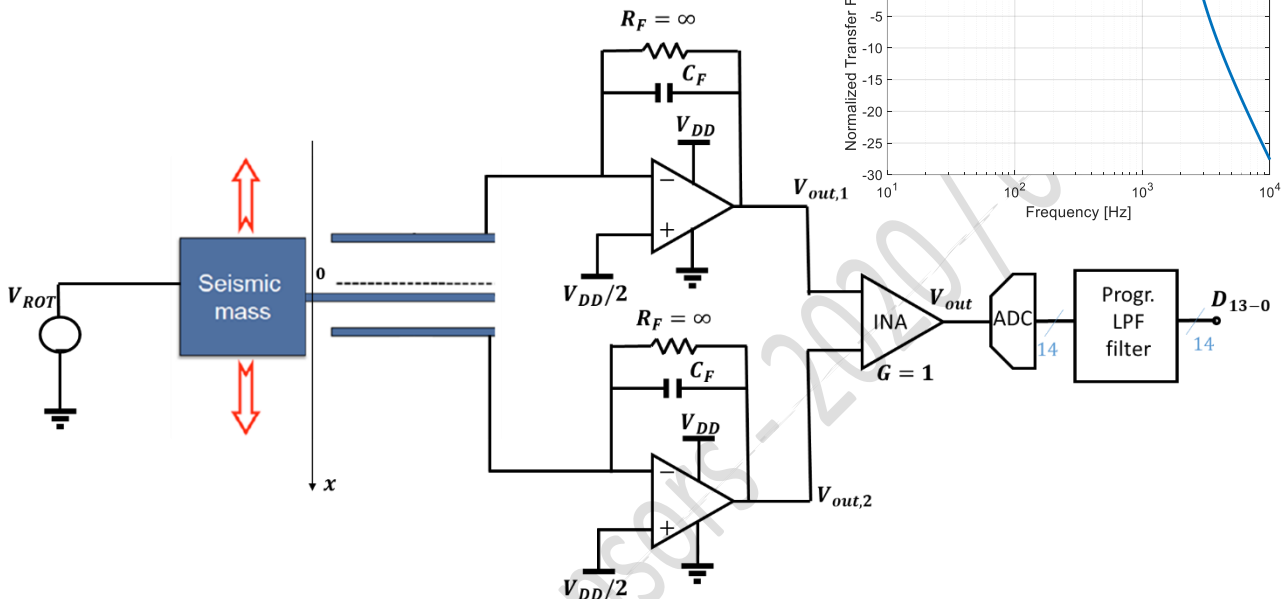 R_F = ∞
C_F
V_DD
−
+
V_DD/2
V_out,1
Seismic
mass
0
x
V_ROT
R_F = ∞
C_F
V_DD
−
+
V_DD/2
V_out,2
INA
G = 1
V_out
ADC
14
Progr.
LPF
filter
14
D_13−0
Normalized Transfer F
-5
-10
-15
-20
-25
-30
10^1
10^2
10^3
10^4
Frequency [Hz]
- 2020 /